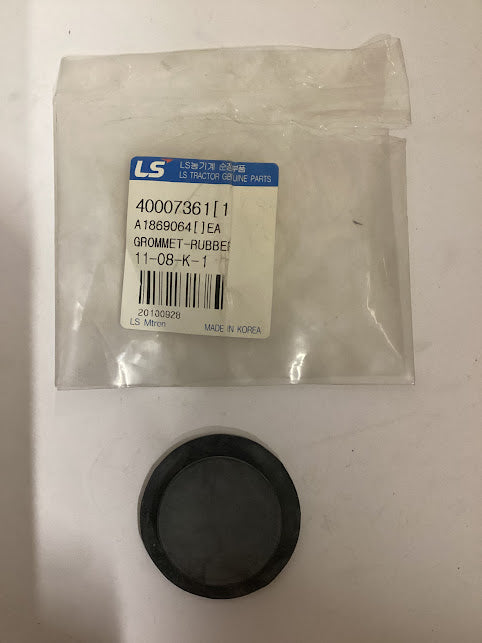 LS
LS농기계 순정부품
LS TRACTOR GENUINE PARTS
40007361[1
A1869064[]EA
GROMMET-RUBBER
11-08-K-1
20100928
LS Mtron
MADE IN KOREA